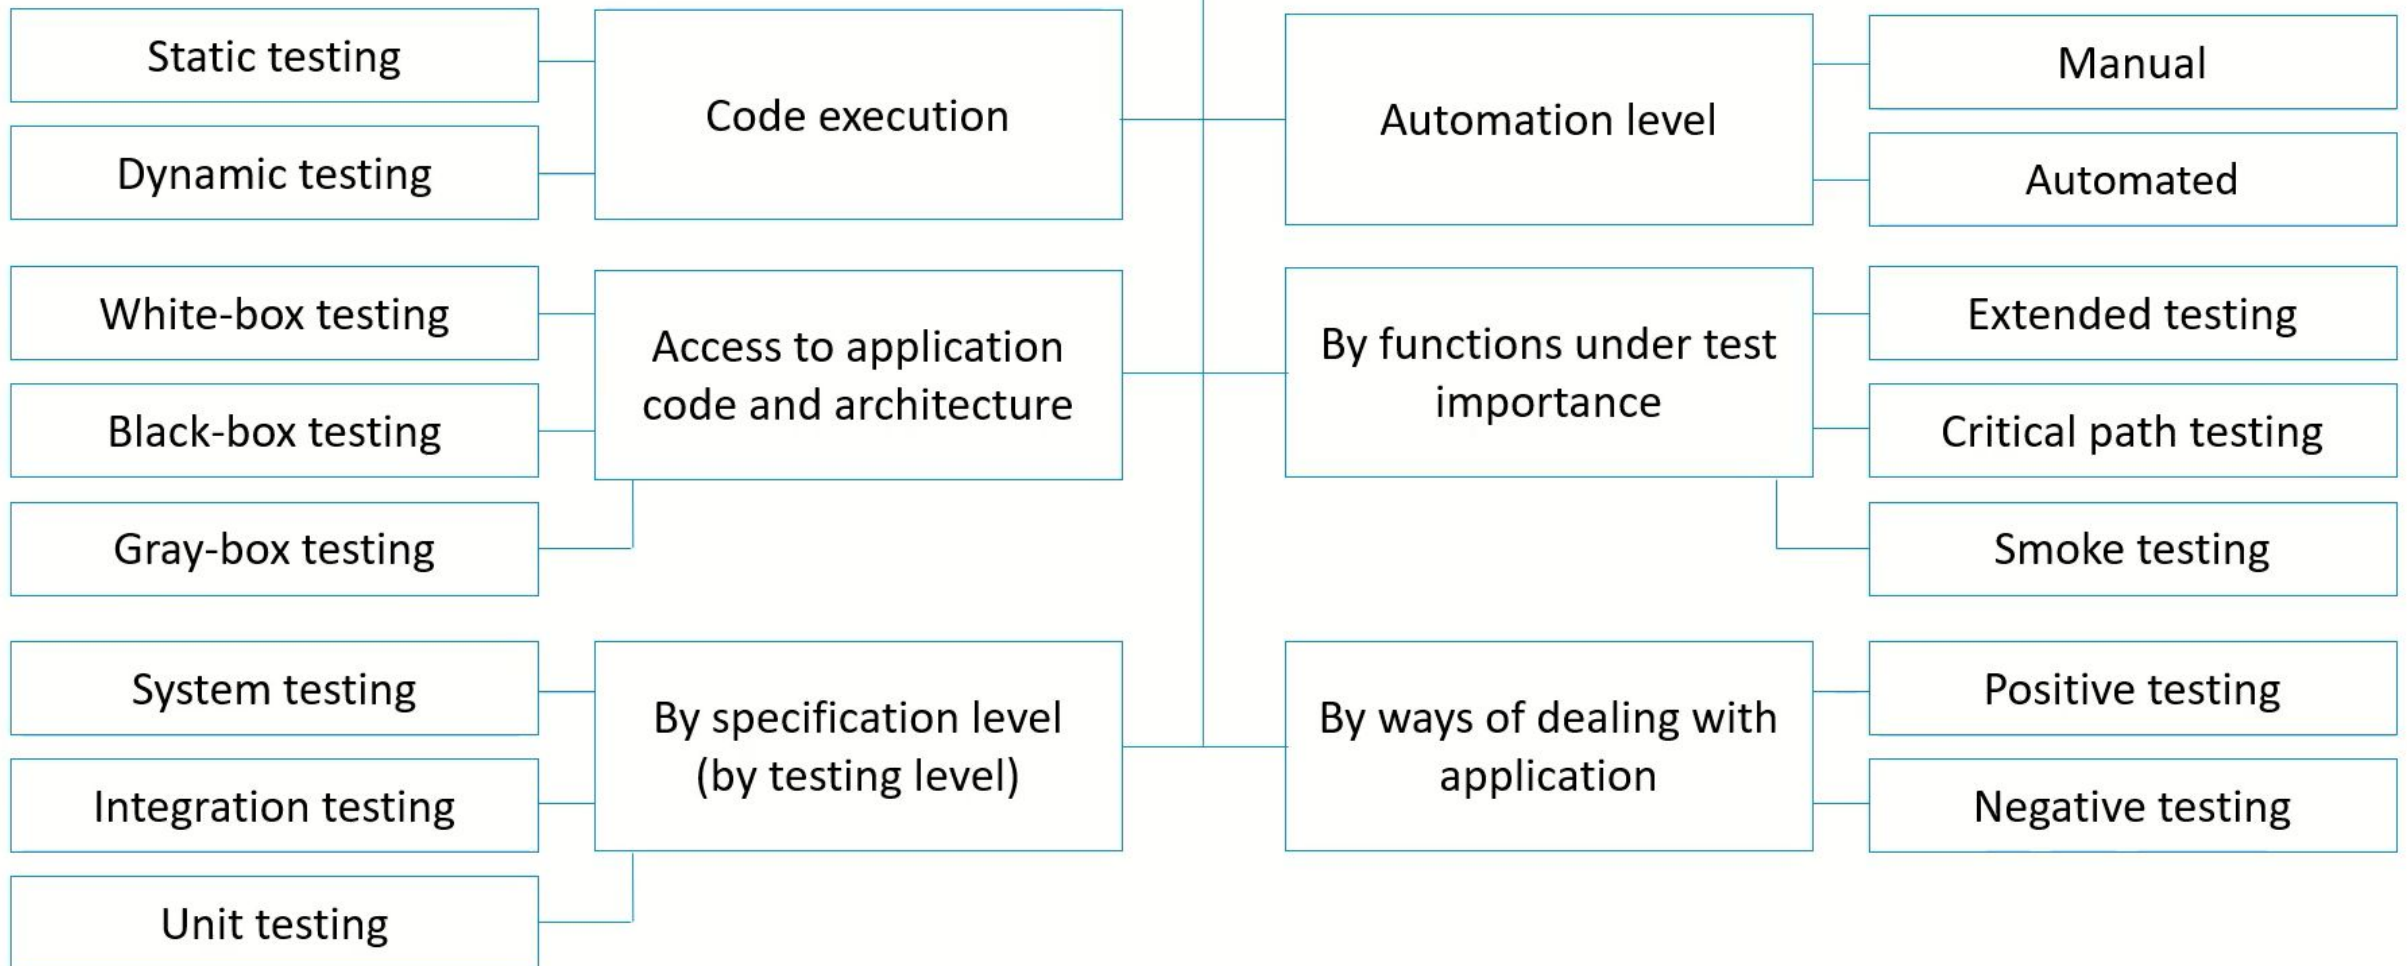 Static testing
Dynamic testing
Code execution
Automation level
Manual
Automated
White-box testing
Black-box testing
Gray-box testing
Access to application
code and architecture
By functions under test
importance
Extended testing
Critical path testing
Smoke testing
System testing
Integration testing
Unit testing
By specification level
(by testing level)
By ways of dealing with
application
Positive testing
Negative testing